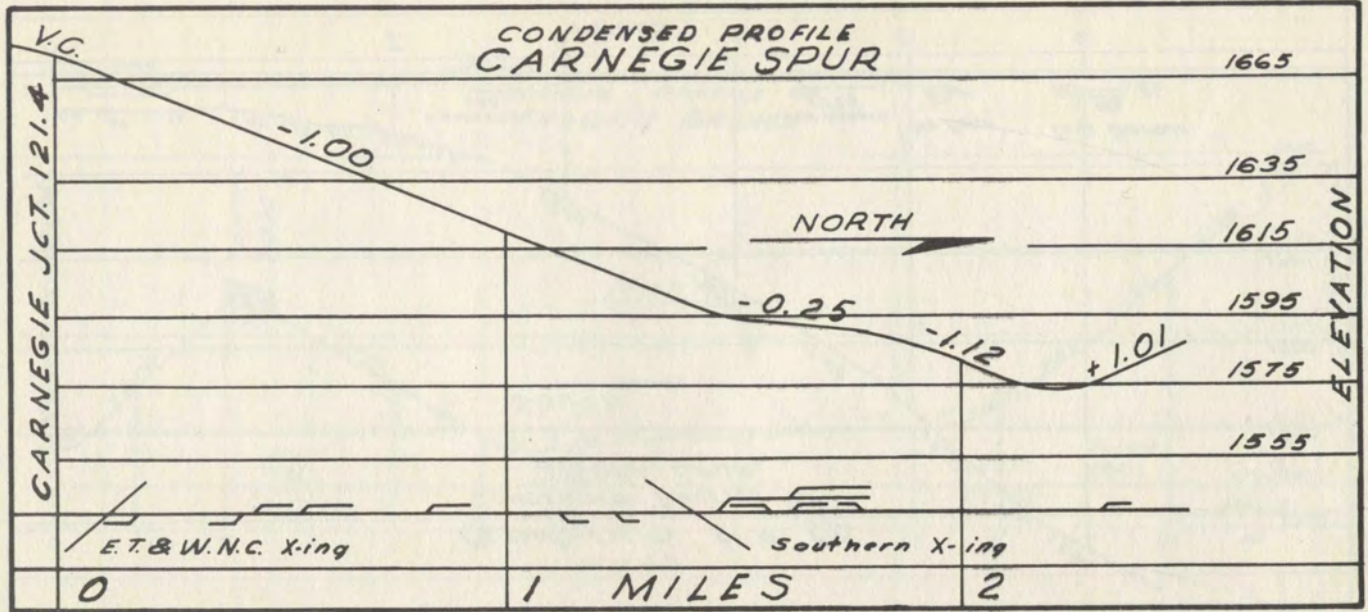 V.C.
CONDENSED PROFILE
CARNEGIE SPUR
1665
-1.00
1635
CARNEGIE JCT. 121.4
NORTH
1615
ELEVATION
-0.25
1595
-1.12
+1.01
1575
1555
E.T. & W.N.C. X-ing
Southern X-ing
0
1
MILES
2